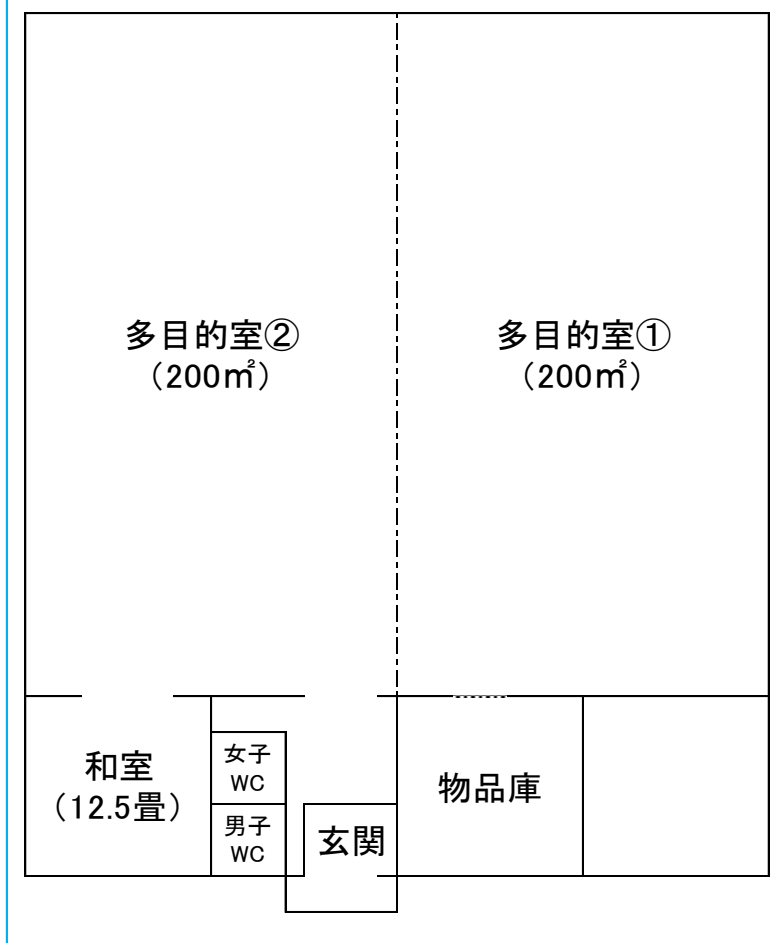 多目的室②
（200㎡）
多目的室①
（200㎡）
和室
（12.5畳）
女子
WC
男子
WC
玄関
物品庫